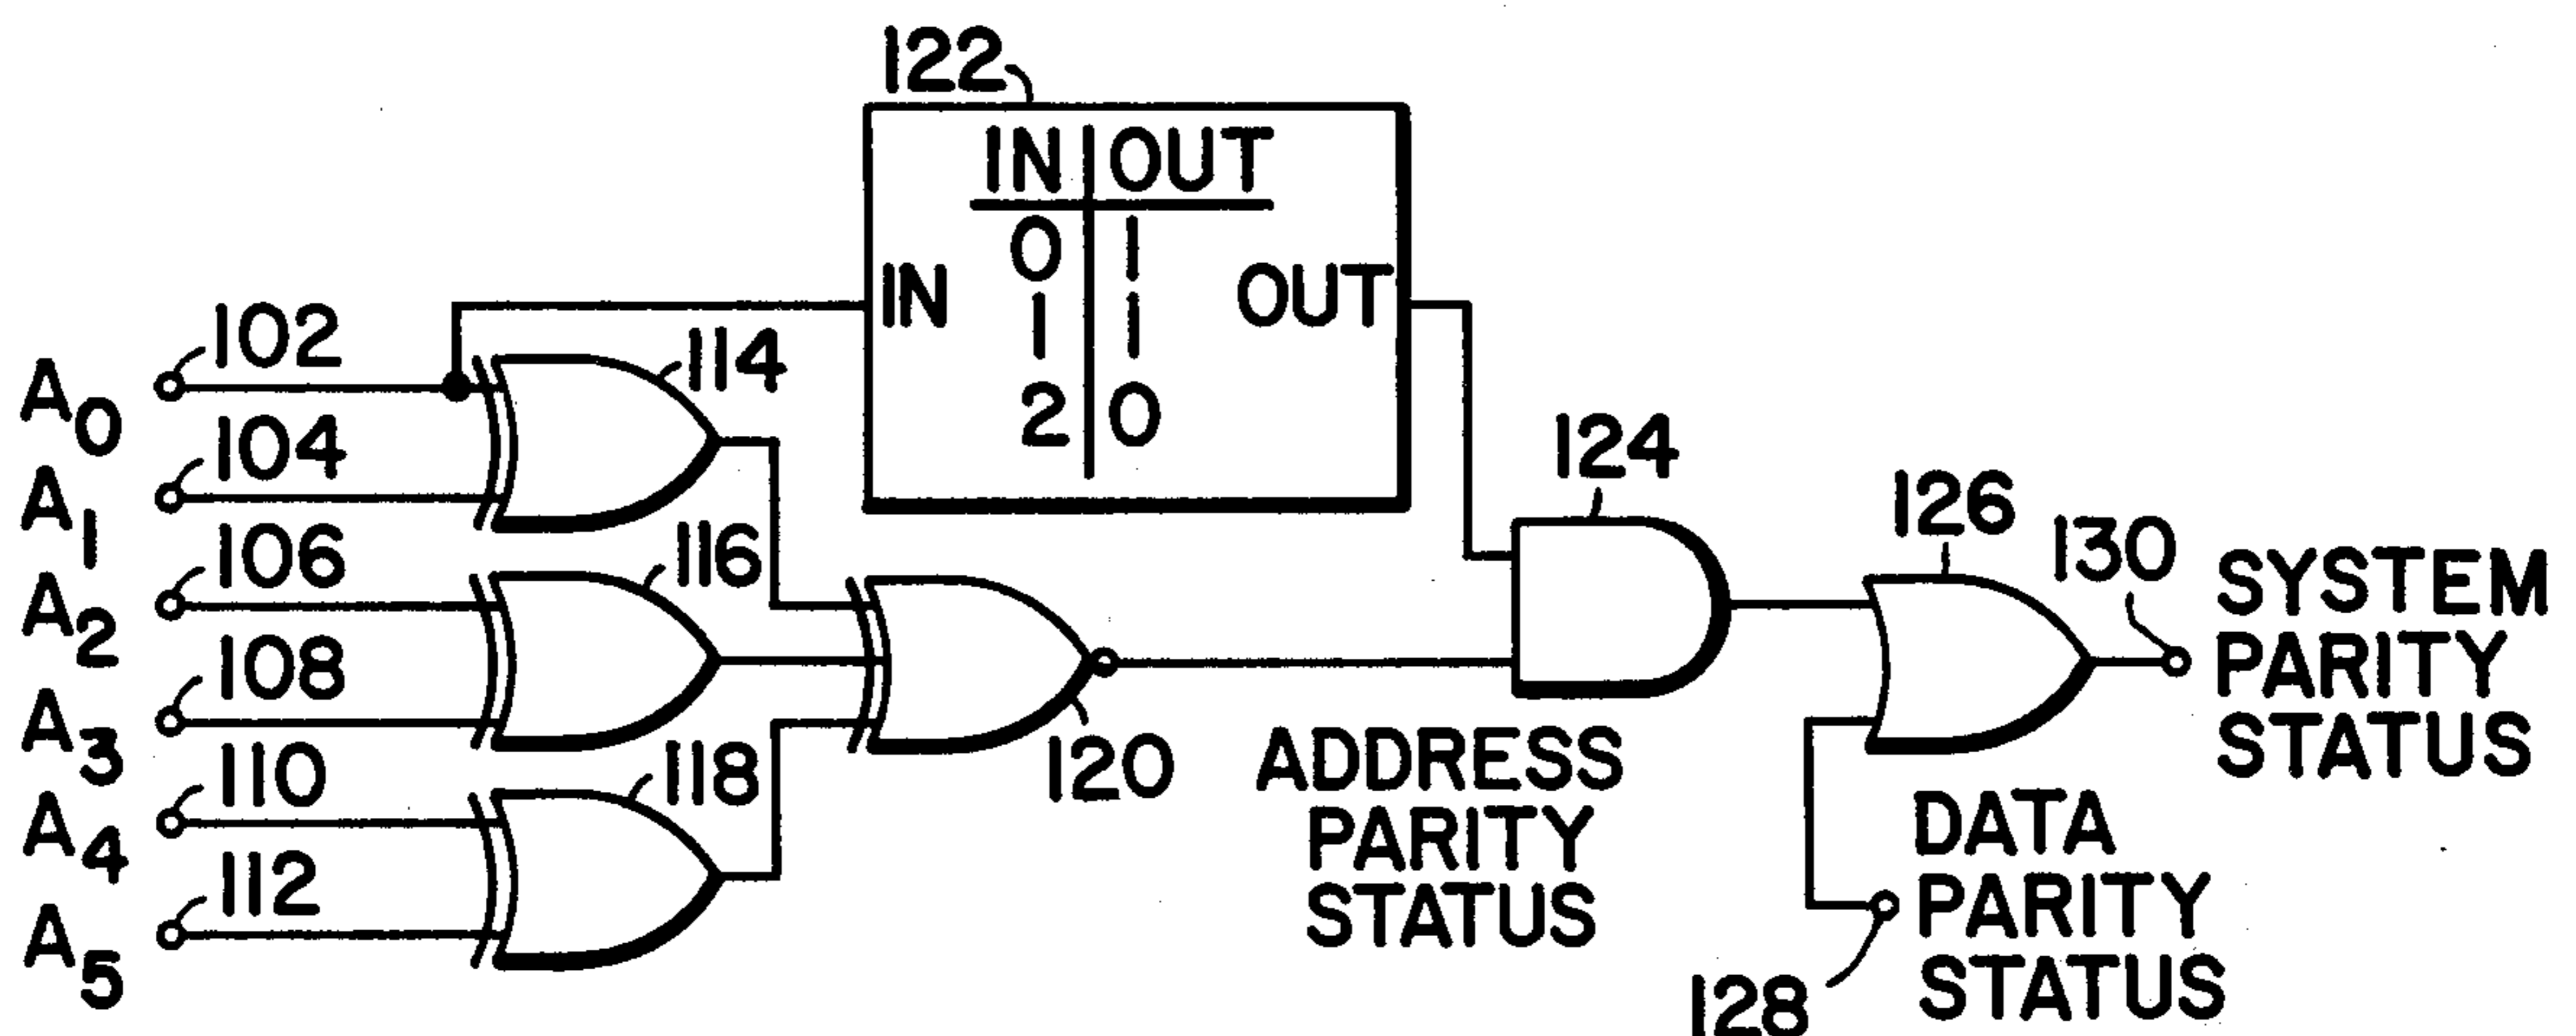 122
IN OUT
0 1
1 1
2 0
IN
OUT
A0 102
114
A1 104
A2 106
116
A3 108
A4 110
118
A5 112
120
124
126
130
SYSTEM
PARITY
STATUS
ADDRESS
PARITY
STATUS
DATA
PARITY
STATUS
128